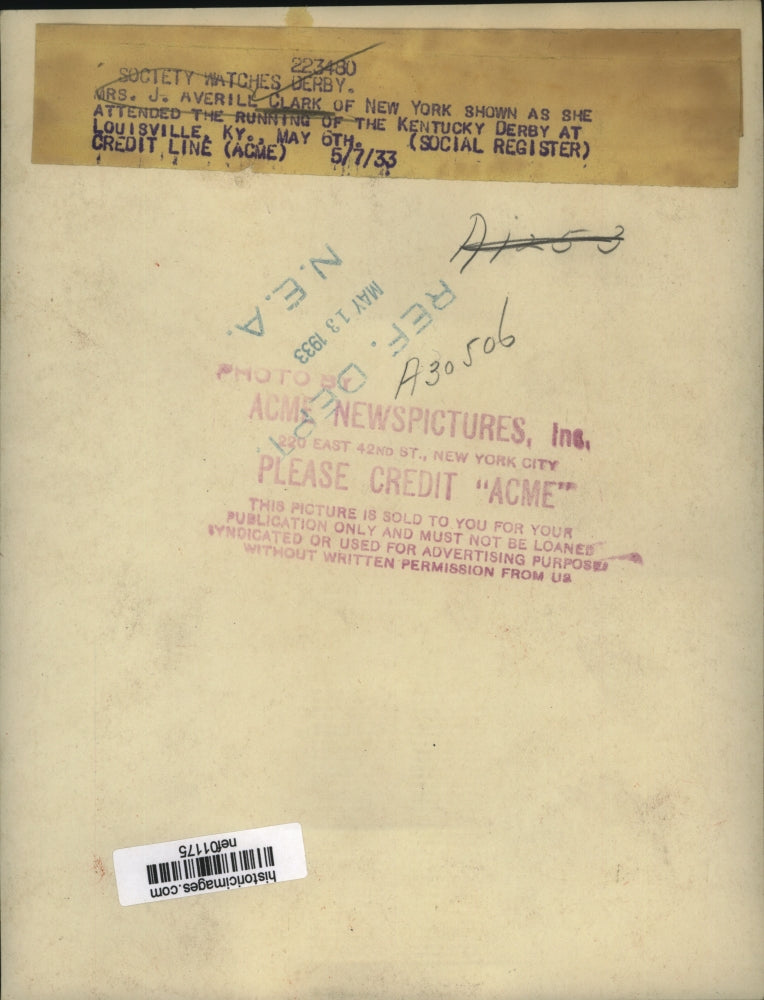 223480
SOCIETY WATCHES DERBY.
MRS. J. AVERILL CLARK OF NEW YORK SHOWN AS SHE
ATTENDED THE RUNNING OF THE KENTUCKY DERBY AT
LOUISVILLE, KY., MAY 6TH. (SOCIAL REGISTER)
CREDIT LINE (ACME) 5/7/33
A1253
N.E.A.
MAY 13 1933
REF. DEPT.
A30506
PHOTO BY
ACME NEWSPICTURES, Inc.
220 EAST 42ND ST., NEW YORK CITY
PLEASE CREDIT "ACME"
THIS PICTURE IS SOLD TO YOU FOR YOUR
PUBLICATION ONLY AND MUST NOT BE LOANED
SYNDICATED OR USED FOR ADVERTISING PURPOSES
WITHOUT WRITTEN PERMISSION FROM US
historicimages.com
nef01175